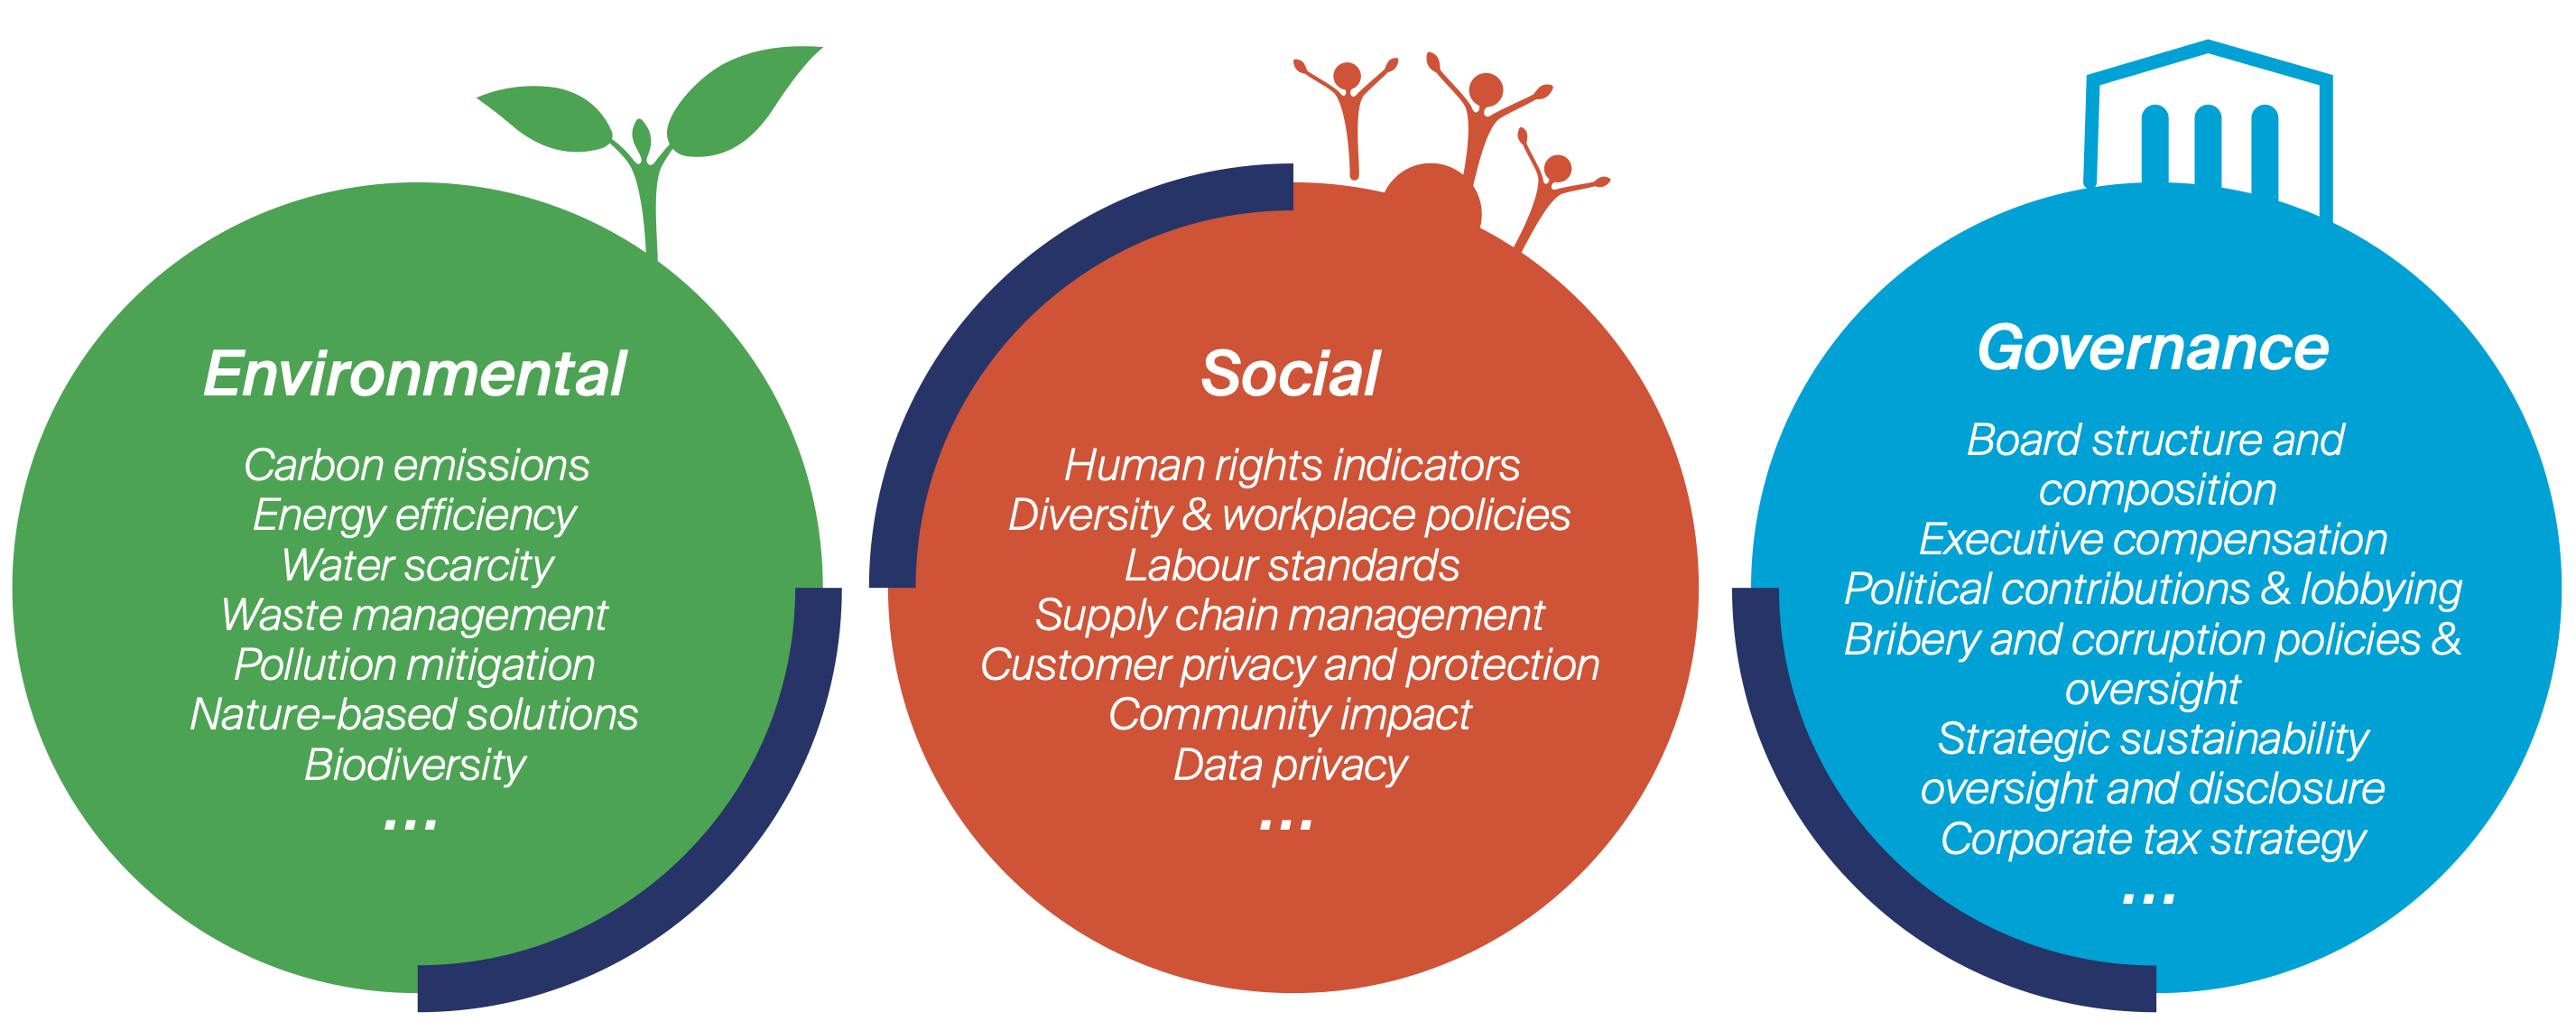 Environmental
Carbon emissions
Energy efficiency
Water scarcity
Waste management
Pollution mitigation
Nature-based solutions
Biodiversity
...
Social
Human rights indicators
Diversity & workplace policies
Labour standards
Supply chain management
Customer privacy and protection
Community impact
Data privacy
...
Governance
Board structure and
composition
Executive compensation
Political contributions & lobbying
Bribery and corruption policies &
oversight
Strategic sustainability
oversight and disclosure
Corporate tax strategy
...